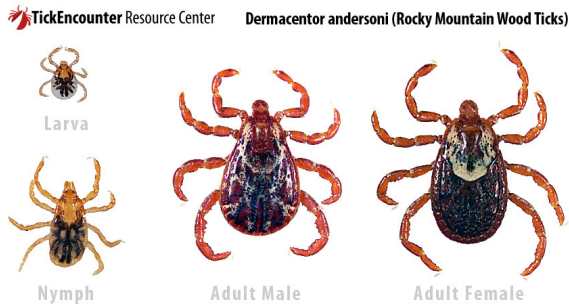 TickEncounter Resource Center
Dermacentor andersoni (Rocky Mountain Wood Ticks)
Larva
Nymph
Adult Male
Adult Female